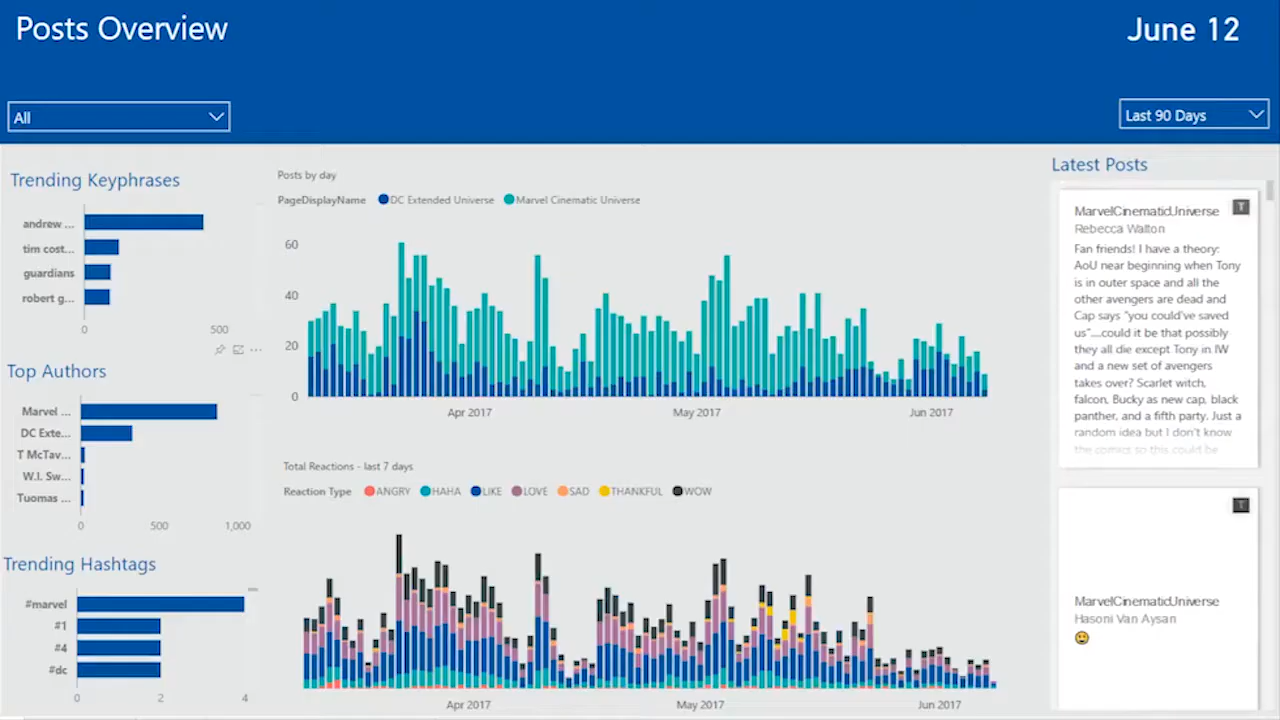 Posts Overview
June 12
All
Last 90 Days
Trending Keyphrases
andrew ...
tim cost...
guardians
robert g...
0 500
Top Authors
Marvel ...
DC Exte...
T McTav...
W.I. Sw...
Tuomas ...
0 500 1,000
Trending Hashtags
#marvel
#1
#4
#dc
0 2 4
Posts by day
PageDisplayName DC Extended Universe Marvel Cinematic Universe
60
40
20
0
Apr 2017 May 2017 Jun 2017
Total Reactions - last 7 days
Reaction Type ANGRY HAHA LIKE LOVE SAD THANKFUL WOW
Apr 2017 May 2017 Jun 2017
Latest Posts
T
MarvelCinematicUniverse
Rebecca Walton
Fan friends! I have a theory:
AoU near beginning when Tony
is in outer space and all the
other avengers are dead and
Cap says "you could've saved
us"....could it be that possibly
they all die except Tony in IW
and a new set of avengers
takes over? Scarlet witch,
falcon, Bucky as new cap, black
panther, and a fifth party. Just a
random idea but I don't know
the comics so this could be
T
MarvelCinematicUniverse
Hasoni Van Aysan